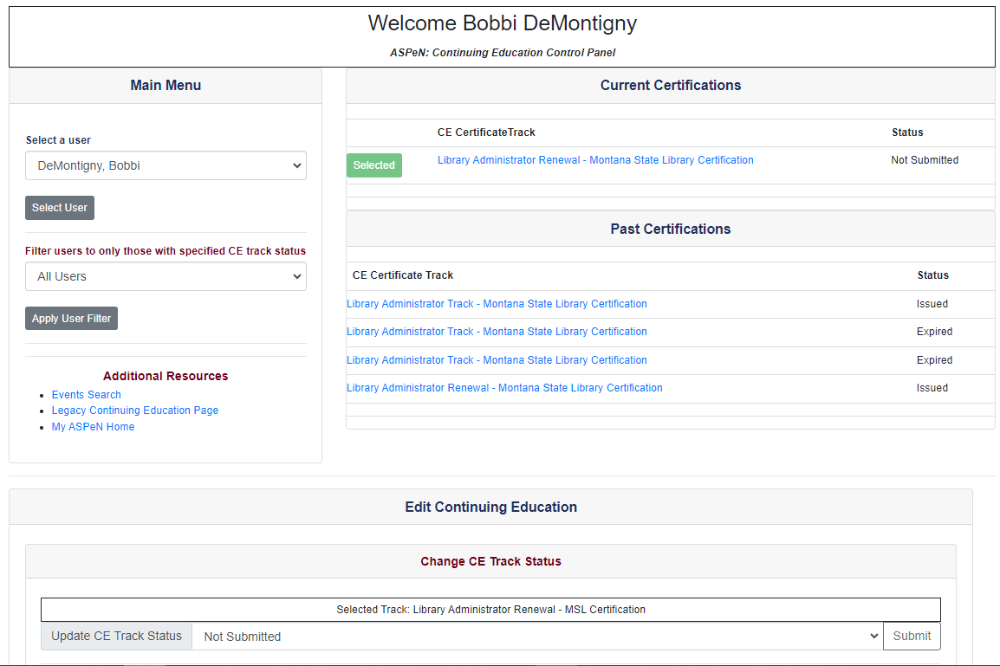 Welcome Bobbi DeMontigny
ASPeN: Continuing Education Control Panel
Main Menu
Select a user
DeMontigny, Bobbi
Select User
Filter users to only those with specified CE track status
All Users
Apply User Filter
Additional Resources
Events Search
Legacy Continuing Education Page
My ASPeN Home
Current Certifications
CE CertificateTrack Status
Selected Library Administrator Renewal - Montana State Library Certification Not Submitted
Past Certifications
CE Certificate Track Status
Library Administrator Track - Montana State Library Certification Issued
Library Administrator Track - Montana State Library Certification Expired
Library Administrator Track - Montana State Library Certification Expired
Library Administrator Renewal - Montana State Library Certification Issued
Edit Continuing Education
Change CE Track Status
Selected Track: Library Administrator Renewal - MSL Certification
Update CE Track Status Not Submitted Submit